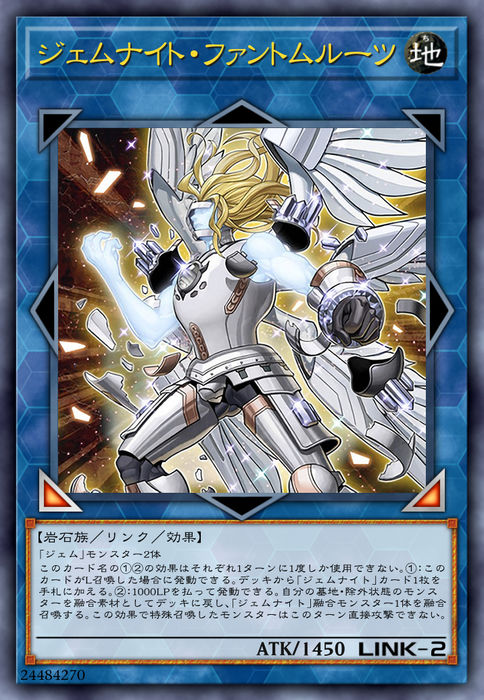 ジェムナイト・ファントムルーツ
ち
地
【岩石族／リンク／効果】
「ジェム」モンスター2体
このカード名の①②の効果はそれぞれ1ターンに1度しか使用できない。①：この
カードがL召喚した場合に発動できる。デッキから「ジェムナイト」カード1枚を
手札に加える。②：1000LPを払って発動できる。自分の墓地・除外状態のモンス
ターを融合素材としてデッキに戻し、「ジェムナイト」融合モンスター1体を融合
召喚する。この効果で特殊召喚したモンスターはこのターン直接攻撃できない。
ATK/1450 LINK-2
24484270